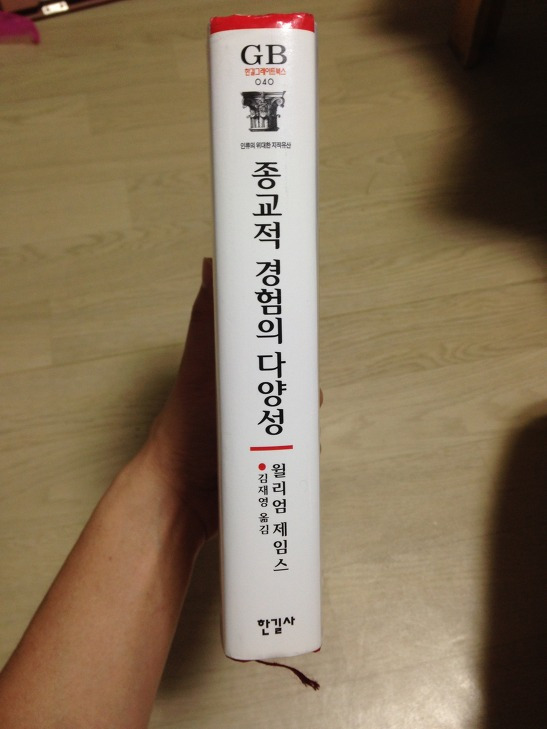 GB
한길그레이트북스
040
인류의 위대한 지적유산
종교적 경험의 다양성
윌리엄 제임스
● 김재영 옮김
한길사